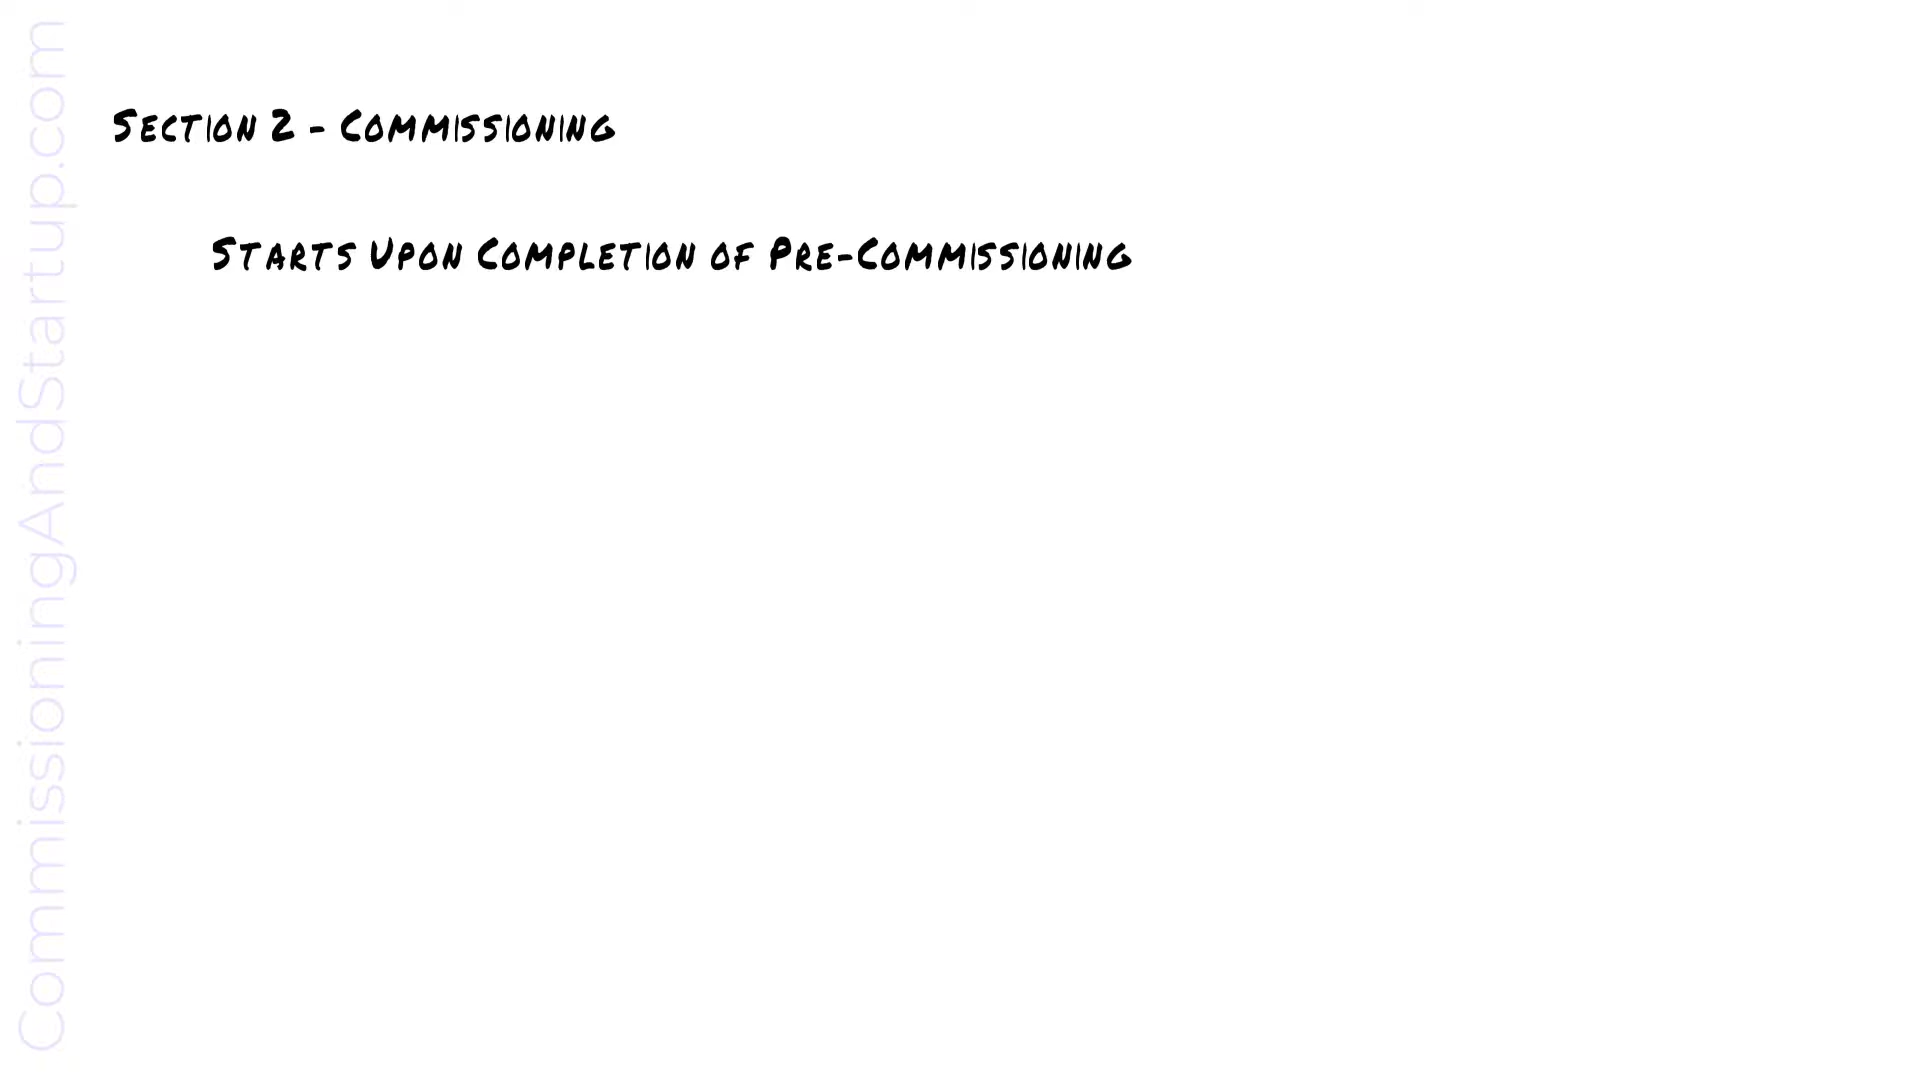 CommissioningAndStartup.com
Section 2 - Commissioning
Starts Upon Completion of Pre-Commissioning